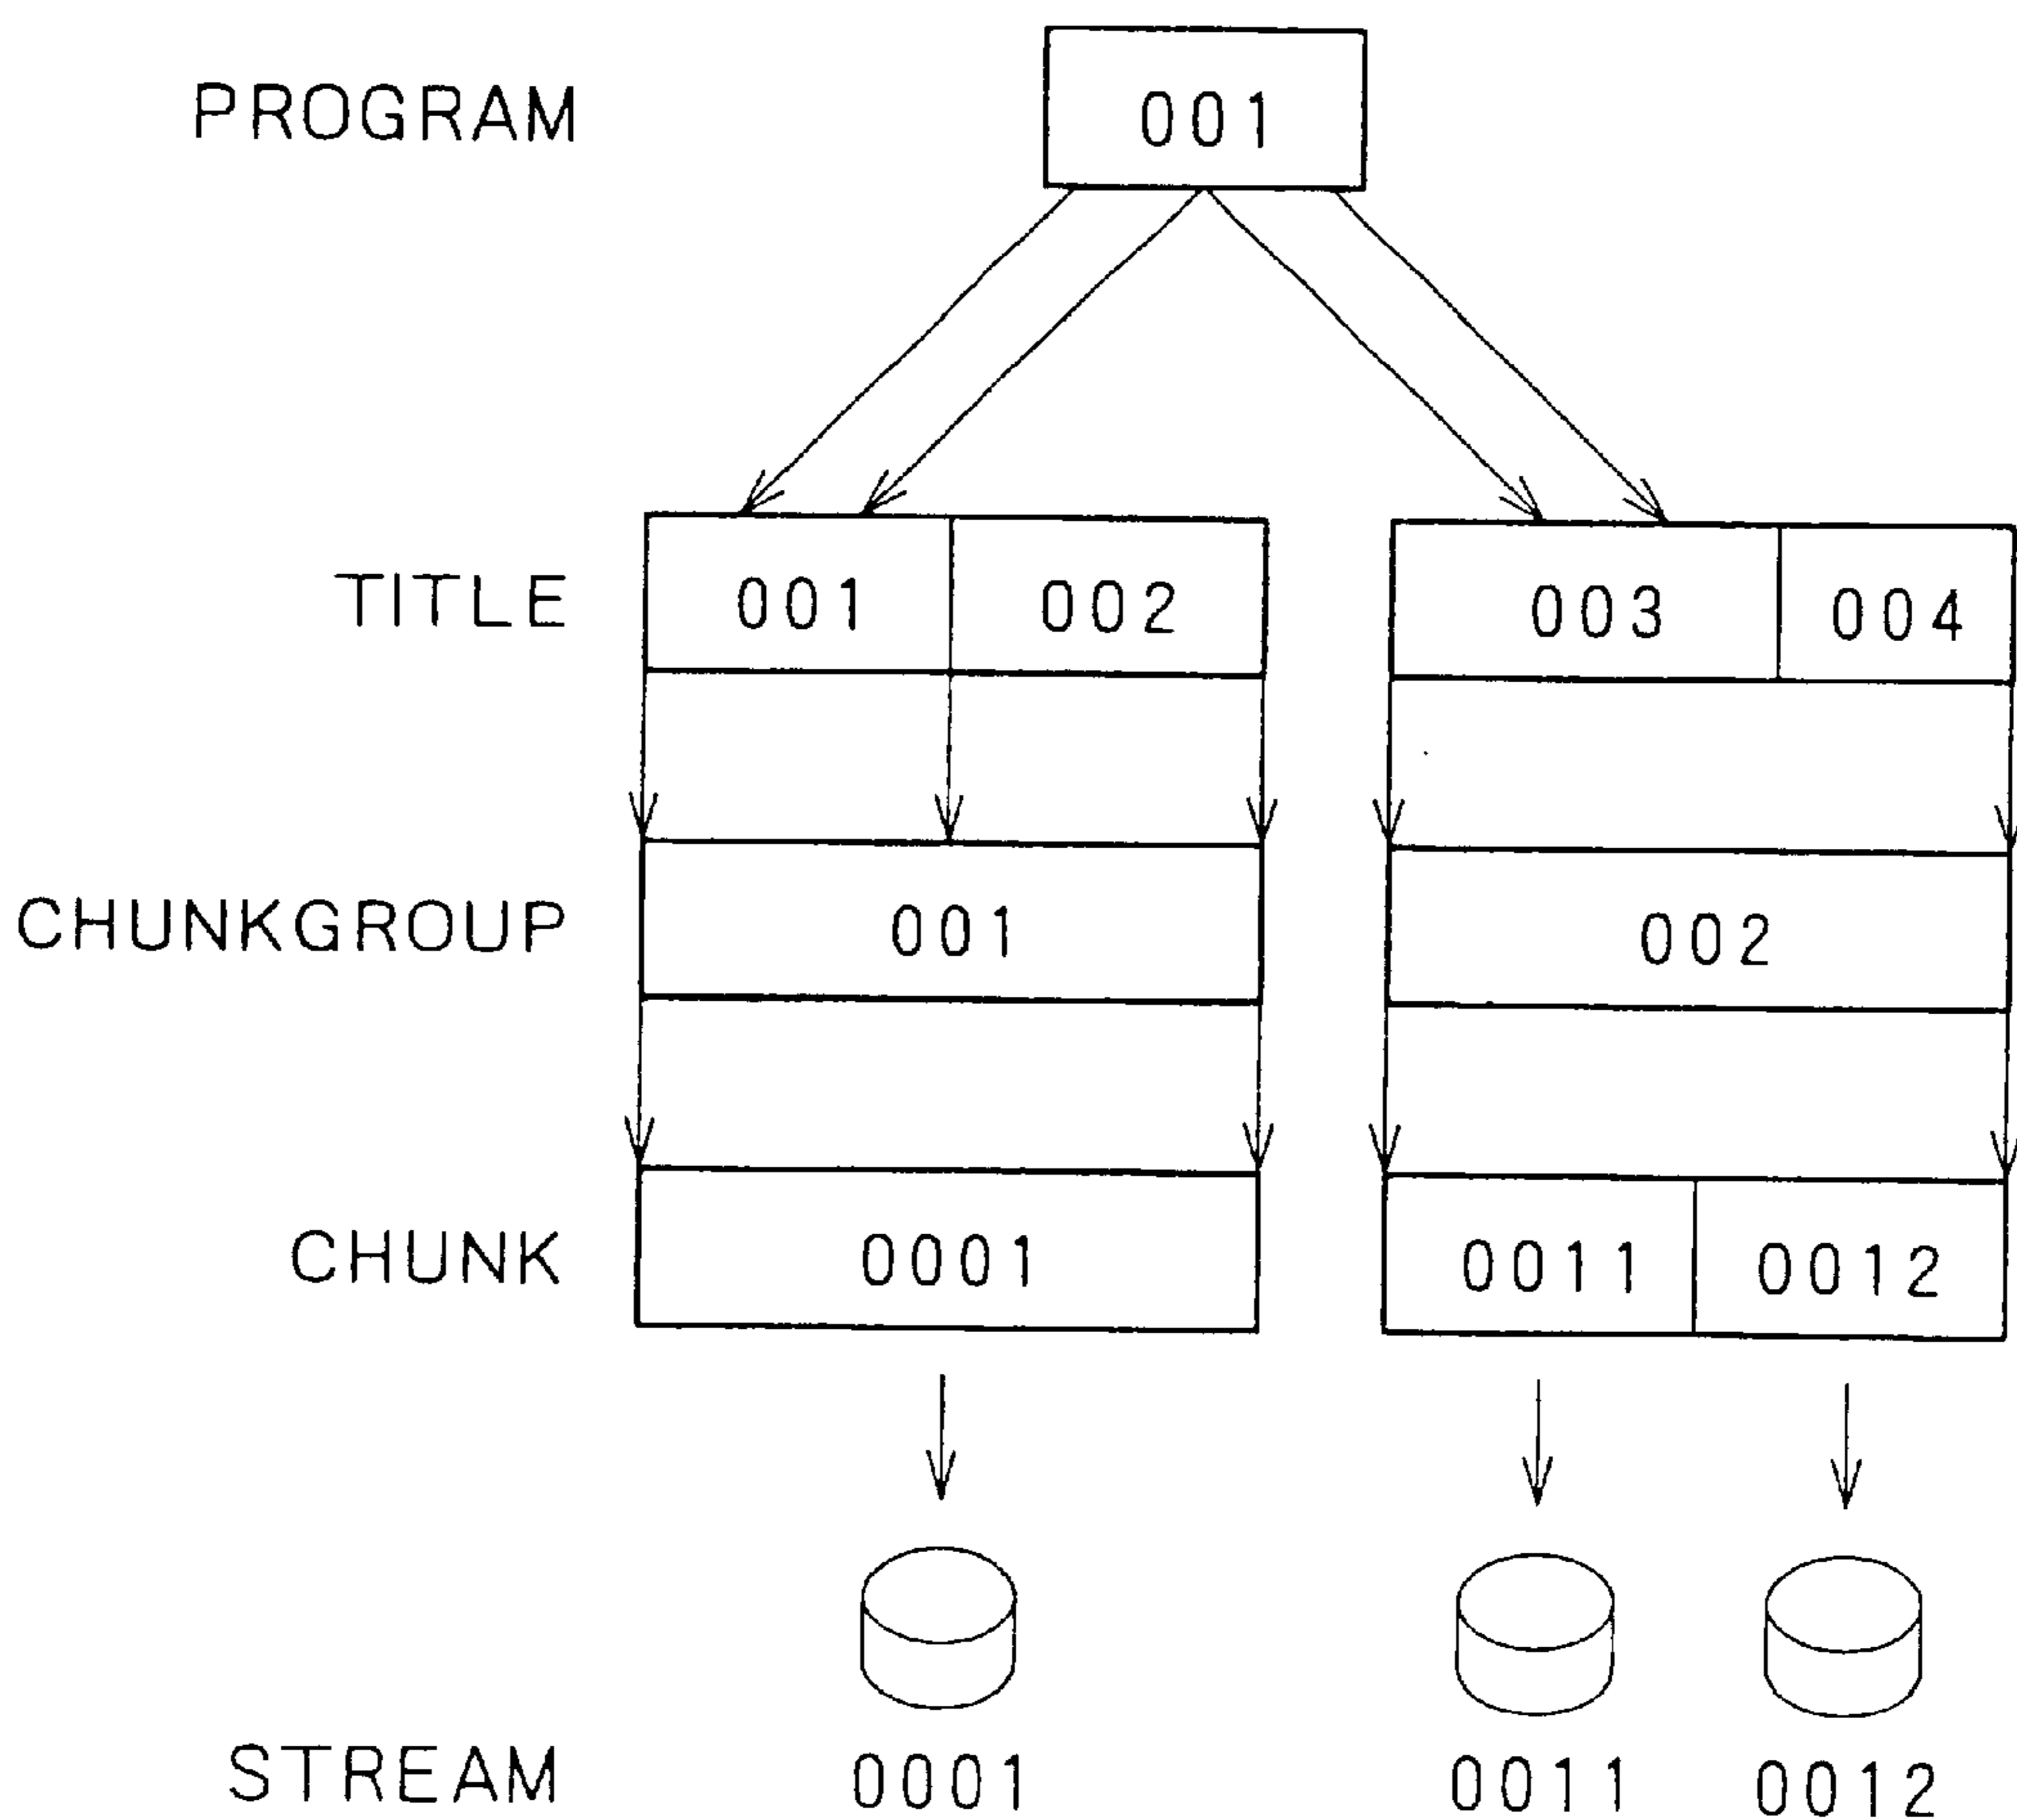 PROGRAM 001
TITLE 001 002 003 004
CHUNKGROUP 001 002
CHUNK 0001 0011 0012
STREAM 0001 0011 0012